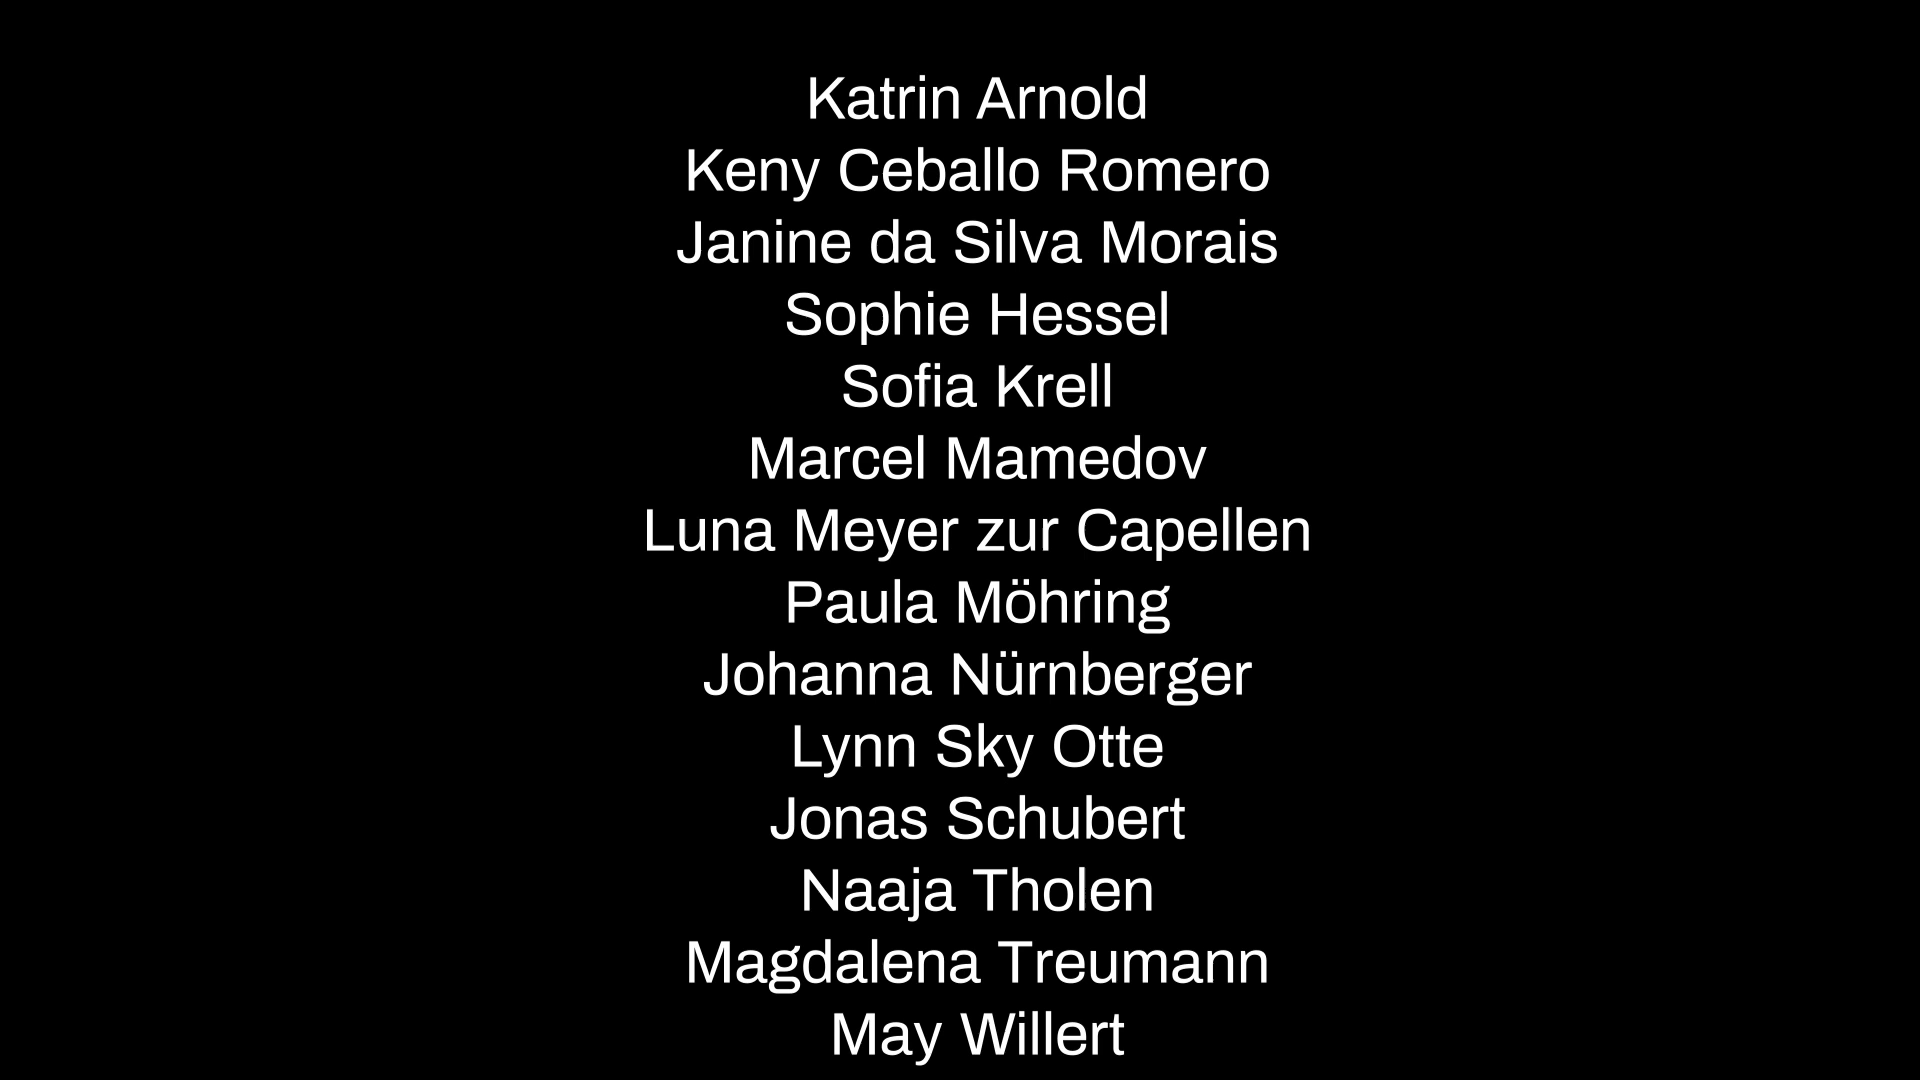 Katrin Arnold
Keny Ceballo Romero
Janine da Silva Morais
Sophie Hessel
Sofia Krell
Marcel Mamedov
Luna Meyer zur Capellen
Paula Möhring
Johanna Nürnberger
Lynn Sky Otte
Jonas Schubert
Naaja Tholen
Magdalena Treumann
May Willert